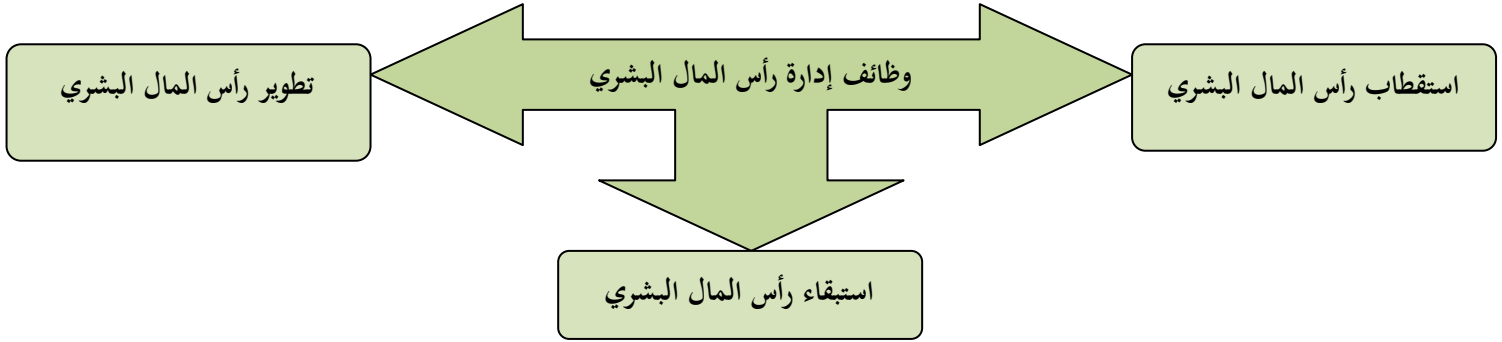 وظائف إدارة رأس المال البشري
استقطاب رأس المال البشري
تطوير رأس المال البشري
استبقاء رأس المال البشري